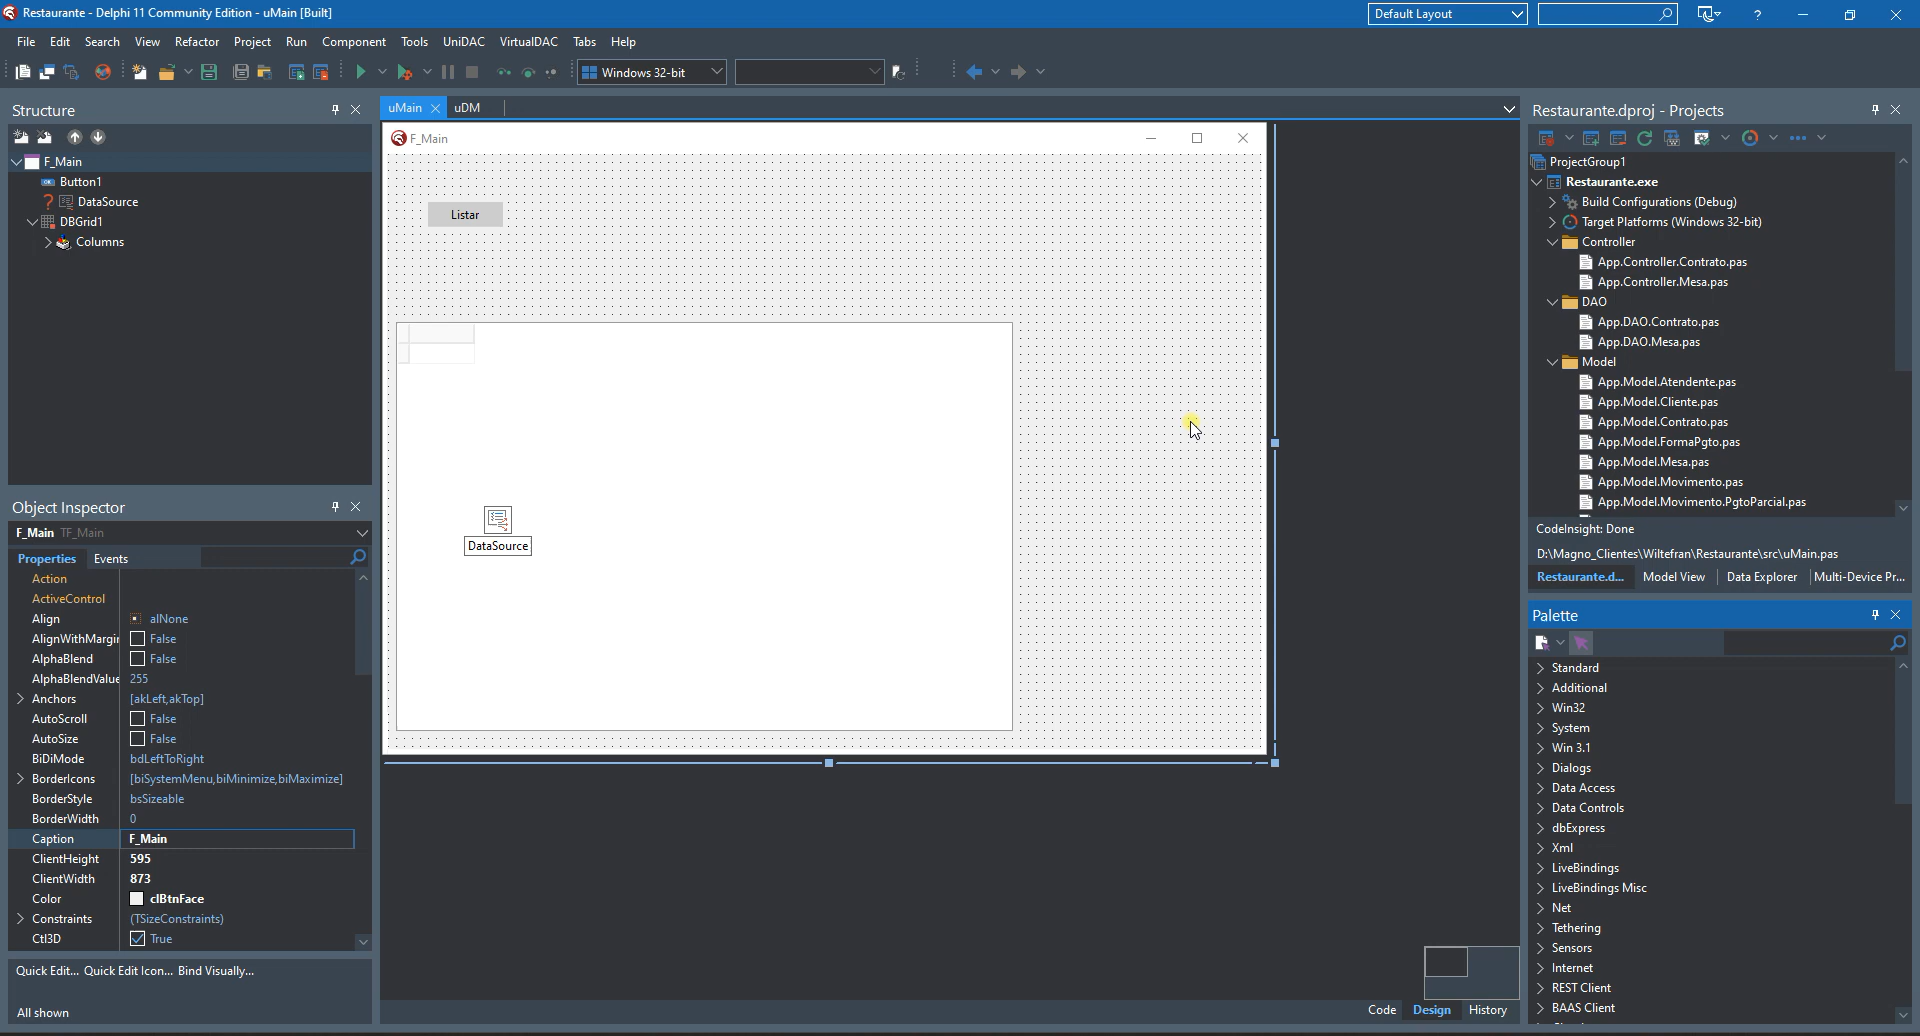 Restaurante - Delphi 11 Community Edition - uMain [Built]
Default Layout
File Edit Search View Refactor Project Run Component Tools UniDAC VirtualDAC Tabs Help
Windows 32-bit
Structure
F_Main
Button1
DataSource
DBGrid1
Columns
Object Inspector
F_Main TF_Main
Properties Events
Action
ActiveControl
Align alNone
AlignWithMargin False
AlphaBlend False
AlphaBlendValue 255
Anchors [akLeft,akTop]
AutoScroll False
AutoSize False
BiDiMode bdLeftToRight
BorderIcons [biSystemMenu,biMinimize,biMaximize]
BorderStyle bsSizeable
BorderWidth 0
Caption F_Main
ClientHeight 595
ClientWidth 873
Color clBtnFace
Constraints (TSizeConstraints)
Ctl3D True
Quick Edit... Quick Edit Icon... Bind Visually...
All shown
uMain uDM
F_Main
Listar
DataSource
Code Design History
Restaurante.dproj - Projects
ProjectGroup1
Restaurante.exe
Build Configurations (Debug)
Target Platforms (Windows 32-bit)
Controller
App.Controller.Contrato.pas
App.Controller.Mesa.pas
DAO
App.DAO.Contrato.pas
App.DAO.Mesa.pas
Model
App.Model.Atendente.pas
App.Model.Cliente.pas
App.Model.Contrato.pas
App.Model.FormaPgto.pas
App.Model.Mesa.pas
App.Model.Movimento.pas
App.Model.Movimento.PgtoParcial.pas
CodeInsight: Done
D:\Magno_Clientes\Wiltefran\Restaurante\src\uMain.pas
Restaurante.d... Model View Data Explorer Multi-Device Pr...
Palette
Standard
Additional
Win32
System
Win 3.1
Dialogs
Data Access
Data Controls
dbExpress
Xml
LiveBindings
LiveBindings Misc
Net
Tethering
Sensors
Internet
REST Client
BAAS Client